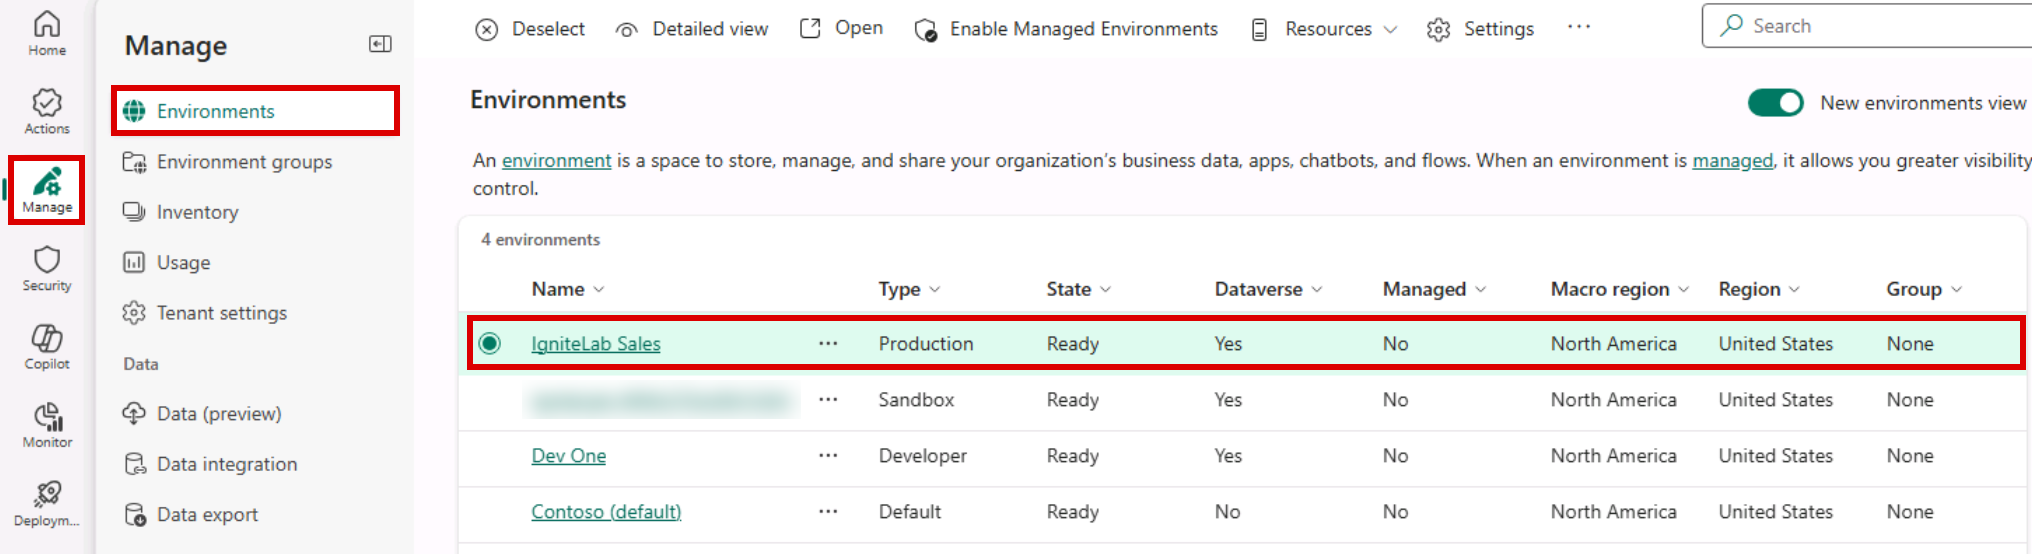 Home
Actions
Manage
Security
Copilot
Monitor
Deploym...
Manage
Environments
Environment groups
Inventory
Usage
Tenant settings
Data
Data (preview)
Data integration
Data export
Deselect Detailed view Open Enable Managed Environments Resources Settings ··· Search
Environments
New environments view
An environment is a space to store, manage, and share your organization's business data, apps, chatbots, and flows. When an environment is managed, it allows you greater visibility
control.
4 environments
Name Type State Dataverse Managed Macro region Region Group
IgniteLab Sales ··· Production Ready Yes No North America United States None
··· Sandbox Ready Yes No North America United States None
Dev One ··· Developer Ready Yes No North America United States None
Contoso (default) ··· Default Ready No No North America United States None